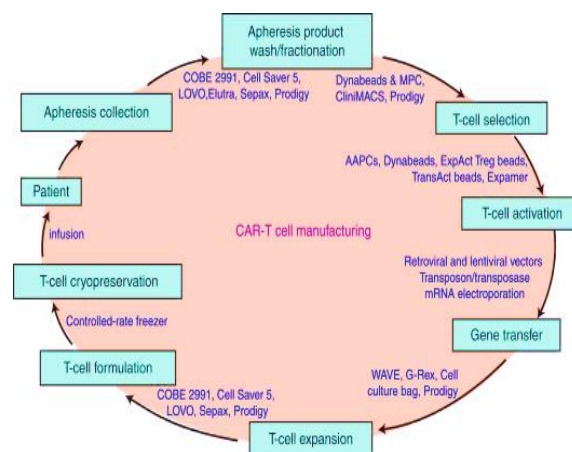 Apheresis product
wash/fractionation
COBE 2991, Cell Saver 5,
LOVO,Elutra, Sepax, Prodigy
Dynabeads & MPC,
CliniMACS, Prodigy
Apheresis collection
T-cell selection
AAPCs, Dynabeads, ExpAct Treg beads,
TransAct beads, Expamer
Patient
T-cell activation
infusion
CAR-T cell manufacturing
Retroviral and lentiviral vectors
Transposon/transposase
mRNA electroporation
T-cell cryopreservation
Controlled-rate freezer
Gene transfer
T-cell formulation
WAVE, G-Rex, Cell
culture bag, Prodigy
COBE 2991, Cell Saver 5,
LOVO, Sepax, Prodigy
T-cell expansion